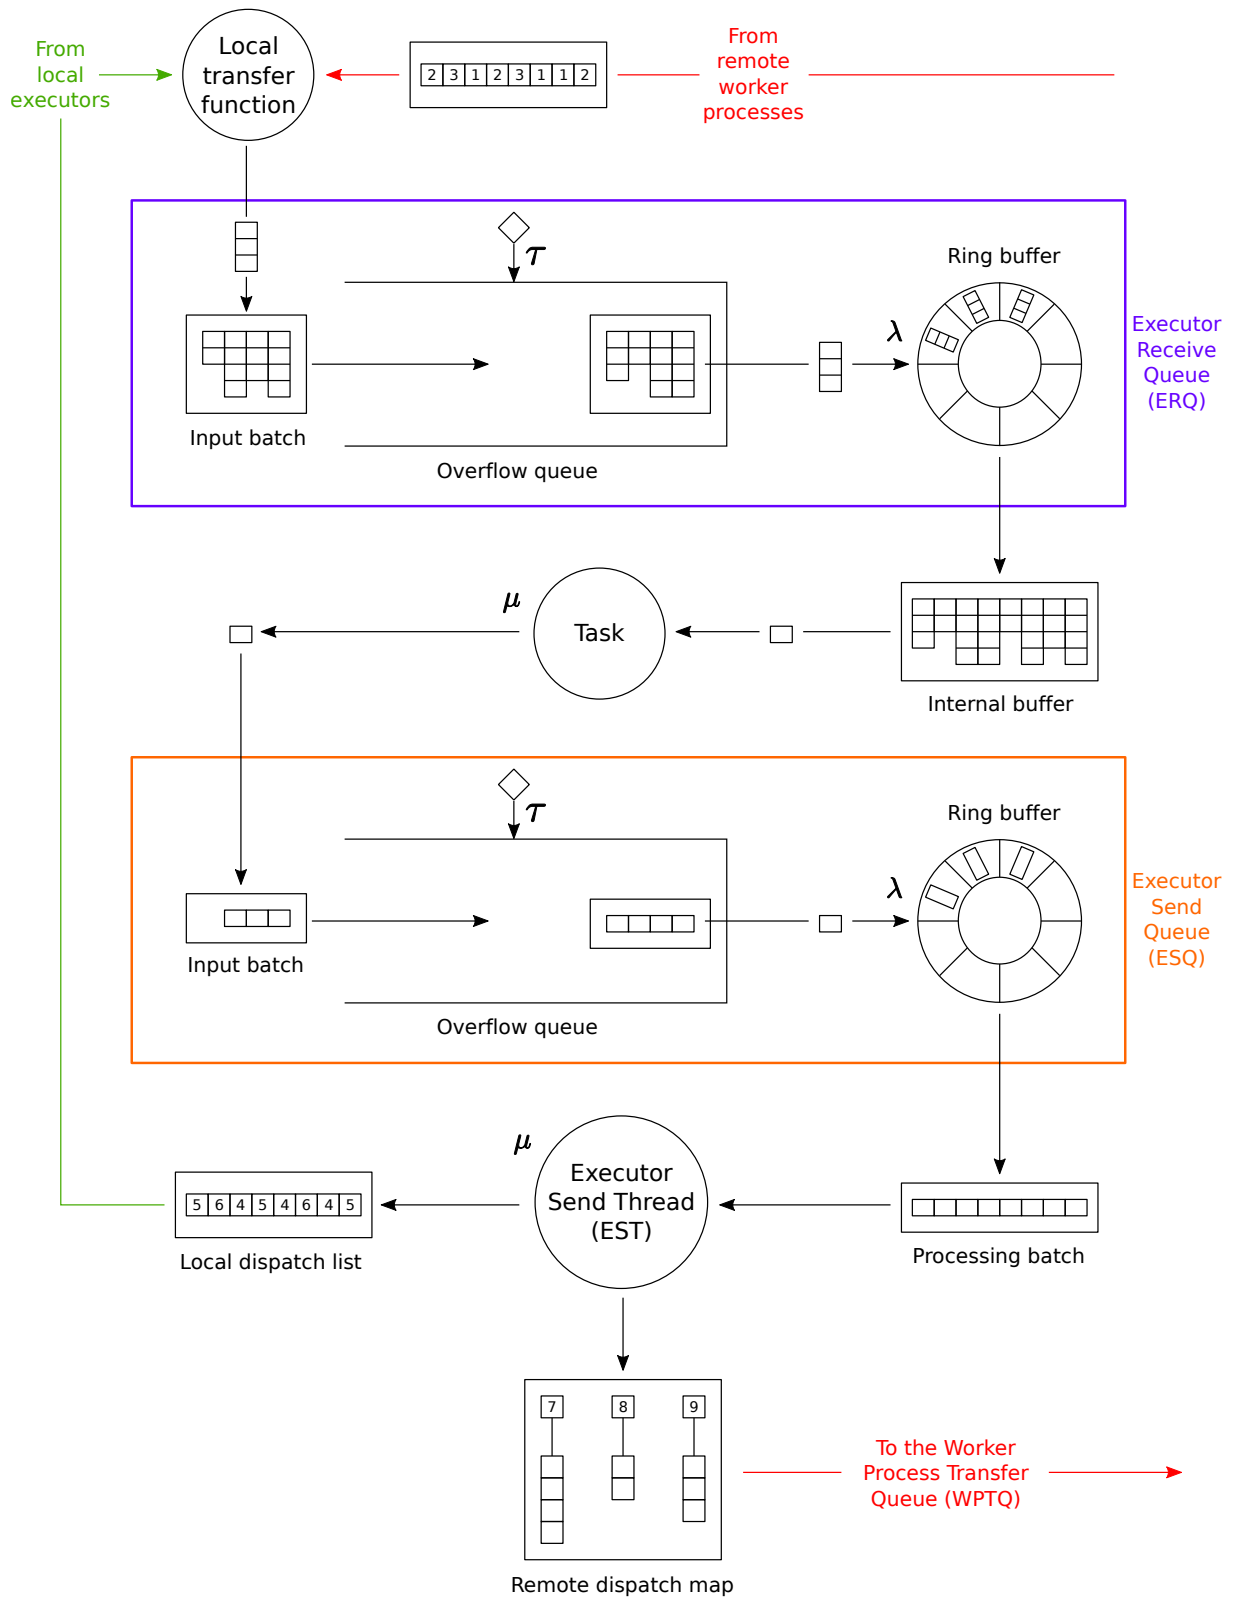 From
local
executors
Local
transfer
function
2 3 1 2 3 1 1 2
From
remote
worker
processes
τ
Ring buffer
λ
Executor
Receive
Queue
(ERQ)
Input batch
Overflow queue
μ
Task
Internal buffer
τ
Ring buffer
λ
Executor
Send
Queue
(ESQ)
Input batch
Overflow queue
μ
Executor
Send Thread
(EST)
5 6 4 5 4 6 4 5
Local dispatch list
Processing batch
7 8 9
To the Worker
Process Transfer
Queue (WPTQ)
Remote dispatch map